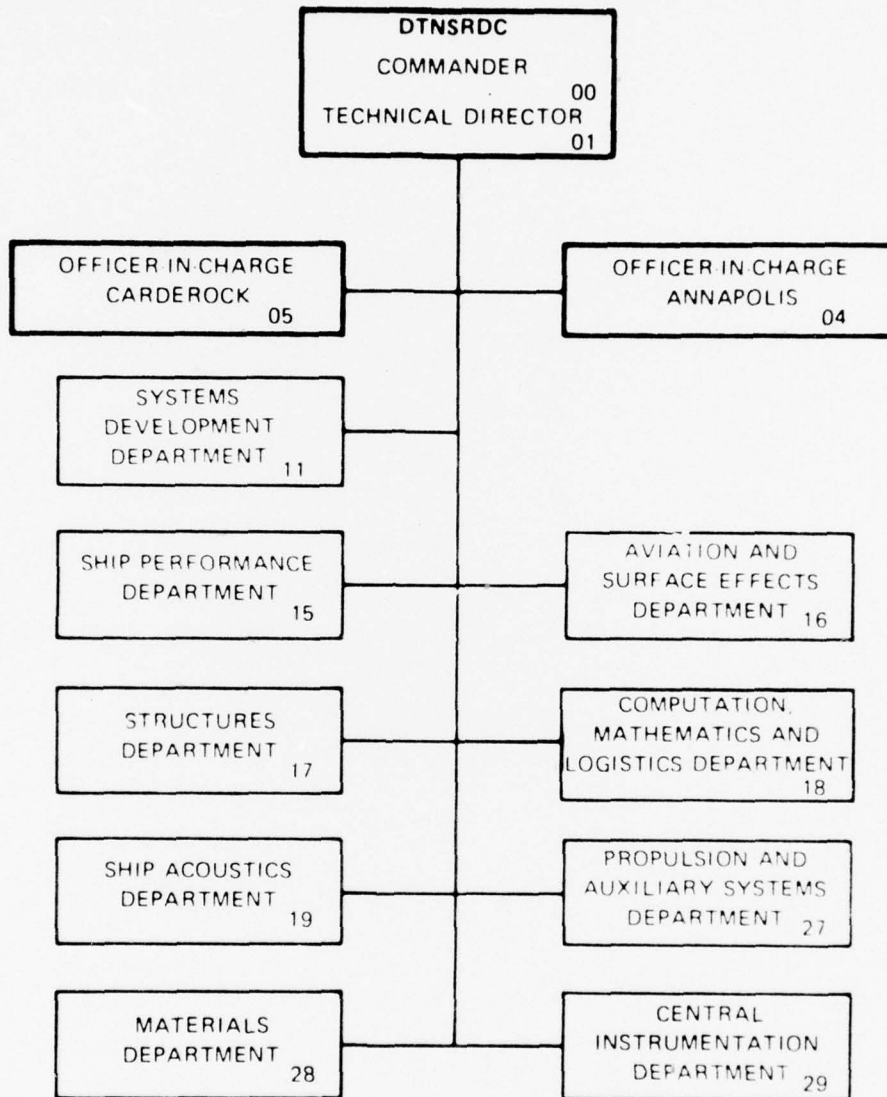 DTNSRDC
COMMANDER
00
TECHNICAL DIRECTOR
01
OFFICER-IN-CHARGE
CARDEROCK
05
OFFICER-IN-CHARGE
ANNAPOLIS
04
SYSTEMS
DEVELOPMENT
DEPARTMENT
11
SHIP PERFORMANCE
DEPARTMENT
15
AVIATION AND
SURFACE EFFECTS
DEPARTMENT
16
STRUCTURES
DEPARTMENT
17
COMPUTATION,
MATHEMATICS AND
LOGISTICS DEPARTMENT
18
SHIP ACOUSTICS
DEPARTMENT
19
PROPULSION AND
AUXILIARY SYSTEMS
DEPARTMENT
27
MATERIALS
DEPARTMENT
28
CENTRAL
INSTRUMENTATION
DEPARTMENT
29